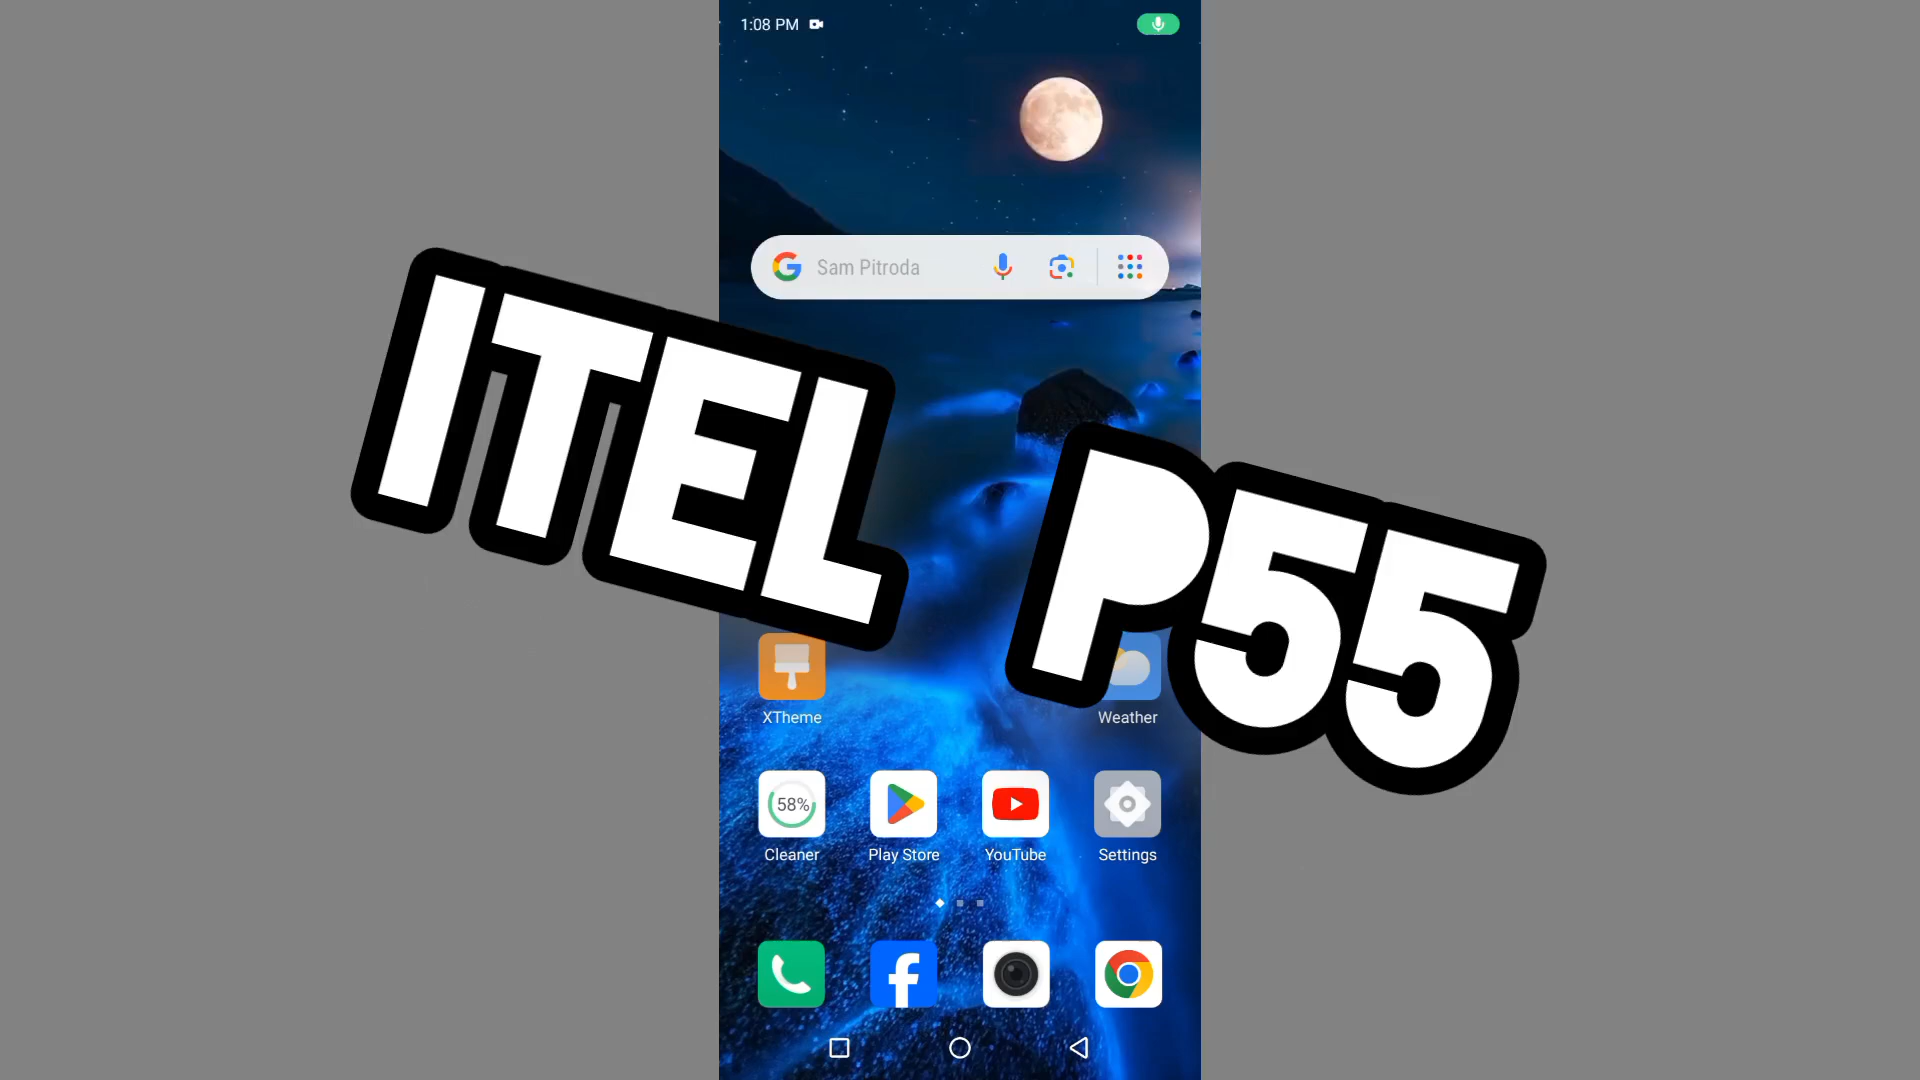 1:08 PM
Sam Pitroda
ITEL P55
XTheme
Weather
58%
Cleaner
Play Store
YouTube
Settings